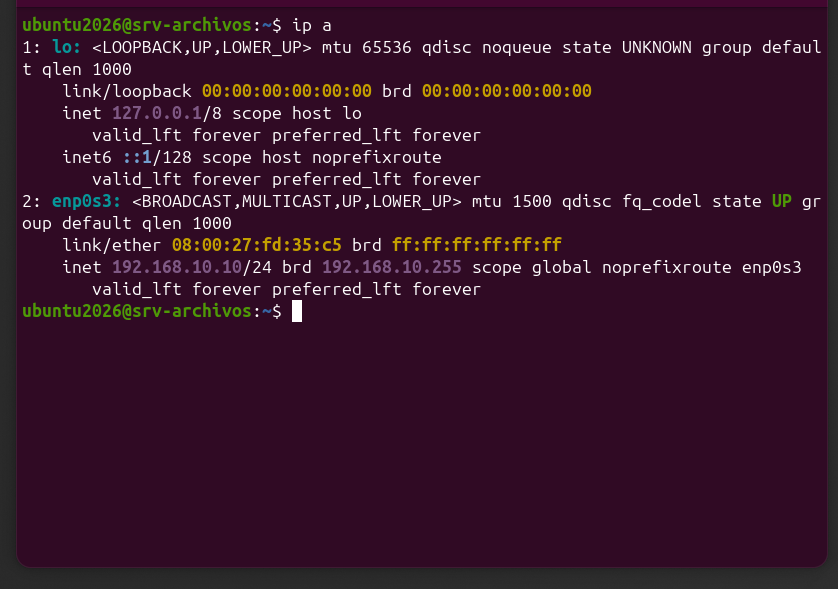 ubuntu2026@srv-archivos:~$ ip a
1: lo: <LOOPBACK,UP,LOWER_UP> mtu 65536 qdisc noqueue state UNKNOWN group defaul
t qlen 1000
    link/loopback 00:00:00:00:00:00 brd 00:00:00:00:00:00
    inet 127.0.0.1/8 scope host lo
       valid_lft forever preferred_lft forever
    inet6 ::1/128 scope host noprefixroute
       valid_lft forever preferred_lft forever
2: enp0s3: <BROADCAST,MULTICAST,UP,LOWER_UP> mtu 1500 qdisc fq_codel state UP gr
oup default qlen 1000
    link/ether 08:00:27:fd:35:c5 brd ff:ff:ff:ff:ff:ff
    inet 192.168.10.10/24 brd 192.168.10.255 scope global noprefixroute enp0s3
       valid_lft forever preferred_lft forever
ubuntu2026@srv-archivos:~$